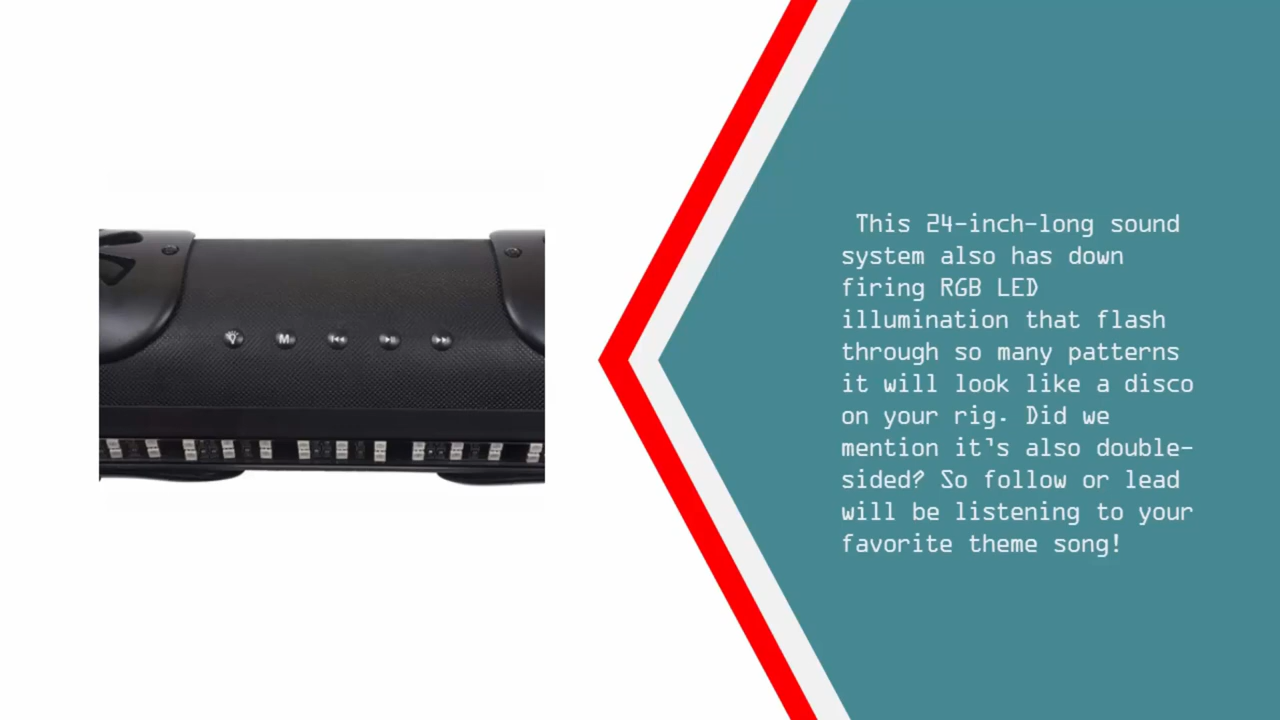 This 24-inch-long sound
system also has down
firing RGB LED
illumination that flash
through so many patterns
it will look like a disco
on your rig. Did we
mention it's also double-
sided? So follow or lead
will be listening to your
favorite theme song!
M